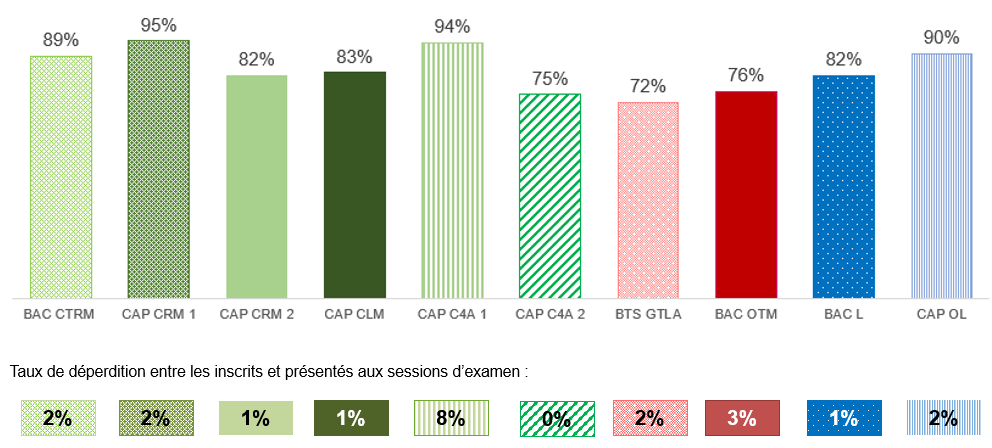 89% 95% 82% 83% 94% 75% 72% 76% 82% 90%
BAC CTRM CAP CRM 1 CAP CRM 2 CAP CLM CAP C4A 1 CAP C4A 2 BTS GTLA BAC OTM BAC L CAP OL
Taux de déperdition entre les inscrits et présentés aux sessions d'examen :
2% 2% 1% 1% 8% 0% 2% 3% 1% 2%